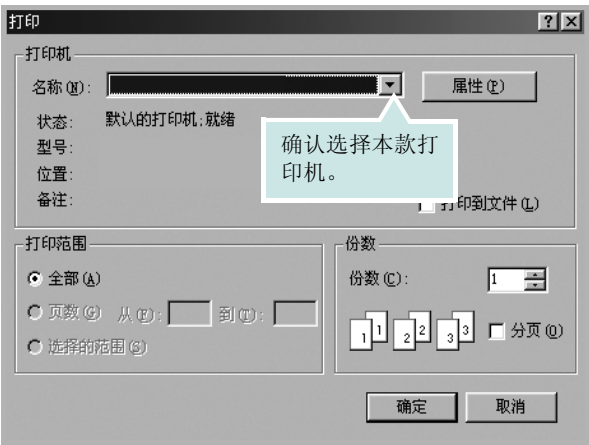 打印
打印机
名称(N):
属性(P)
状态: 默认的打印机;就绪
确认选择本款打
印机。
型号:
位置:
备注:
打印到文件(L)
打印范围
全部(A)
页数(G) 从(F): 到(T):
选择的范围(S)
份数
份数(C): 1
1 1 2 2 3 3
分页(O)
确定
取消